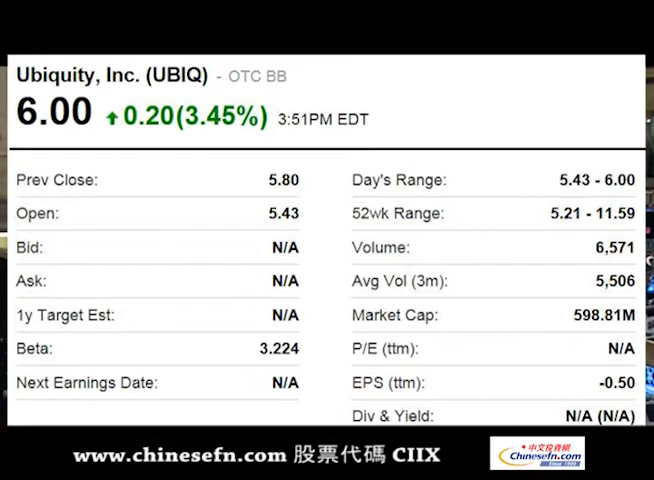 Ubiquity, Inc. (UBIQ) - OTC BB
6.00 0.20(3.45%) 3:51PM EDT
Prev Close: 5.80
Open: 5.43
Bid: N/A
Ask: N/A
1y Target Est: N/A
Beta: 3.224
Next Earnings Date: N/A
Day's Range: 5.43 - 6.00
52wk Range: 5.21 - 11.59
Volume: 6,571
Avg Vol (3m): 5,506
Market Cap: 598.81M
P/E (ttm): N/A
EPS (ttm): -0.50
Div & Yield: N/A (N/A)
www.chinesefn.com 股票代碼 CIIX
中文投資網
Chinesefn.com
Since 1999